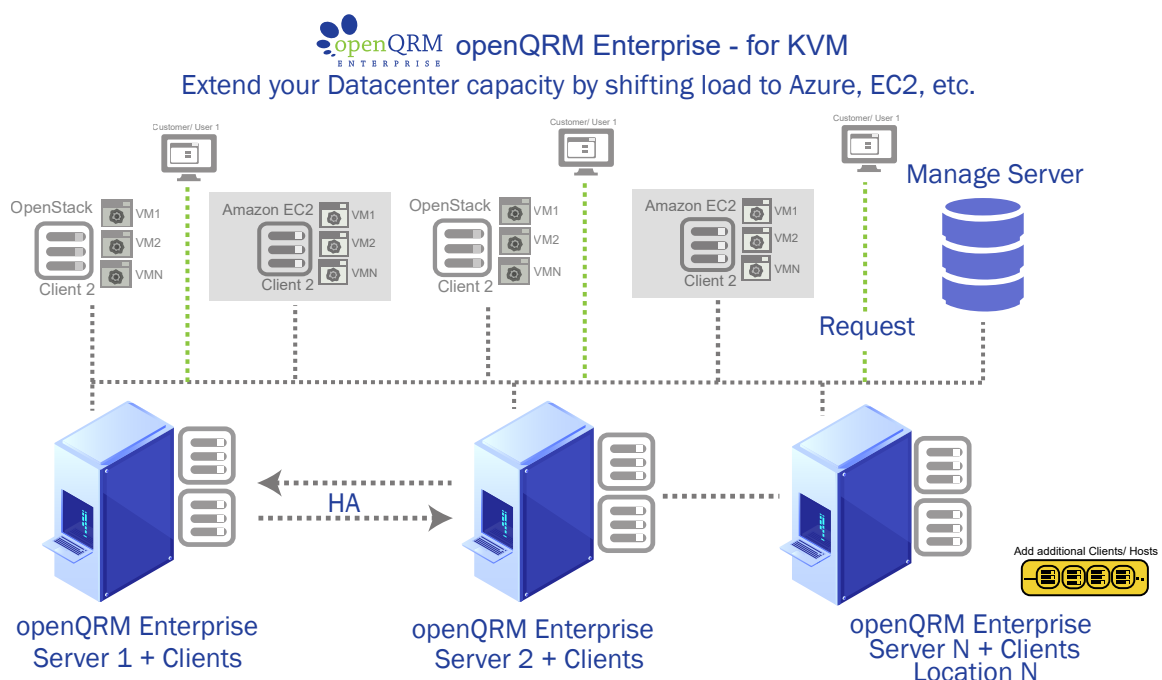 openQRM
ENTERPRISE
openQRM Enterprise - for KVM
Extend your Datacenter capacity by shifting load to Azure, EC2, etc.
Customer/ User 1
Customer/ User 1
Customer/ User 1
Manage Server
OpenStack
VM1
VM2
VMN
Client 2
Amazon EC2
VM1
VM2
VMN
Client 2
OpenStack
VM1
VM2
VMN
Client 2
Amazon EC2
VM1
VM2
VMN
Client 2
Request
HA
Add additional Clients/ Hosts
openQRM Enterprise
Server 1 + Clients
openQRM Enterprise
Server 2 + Clients
openQRM Enterprise
Server N + Clients
Location N